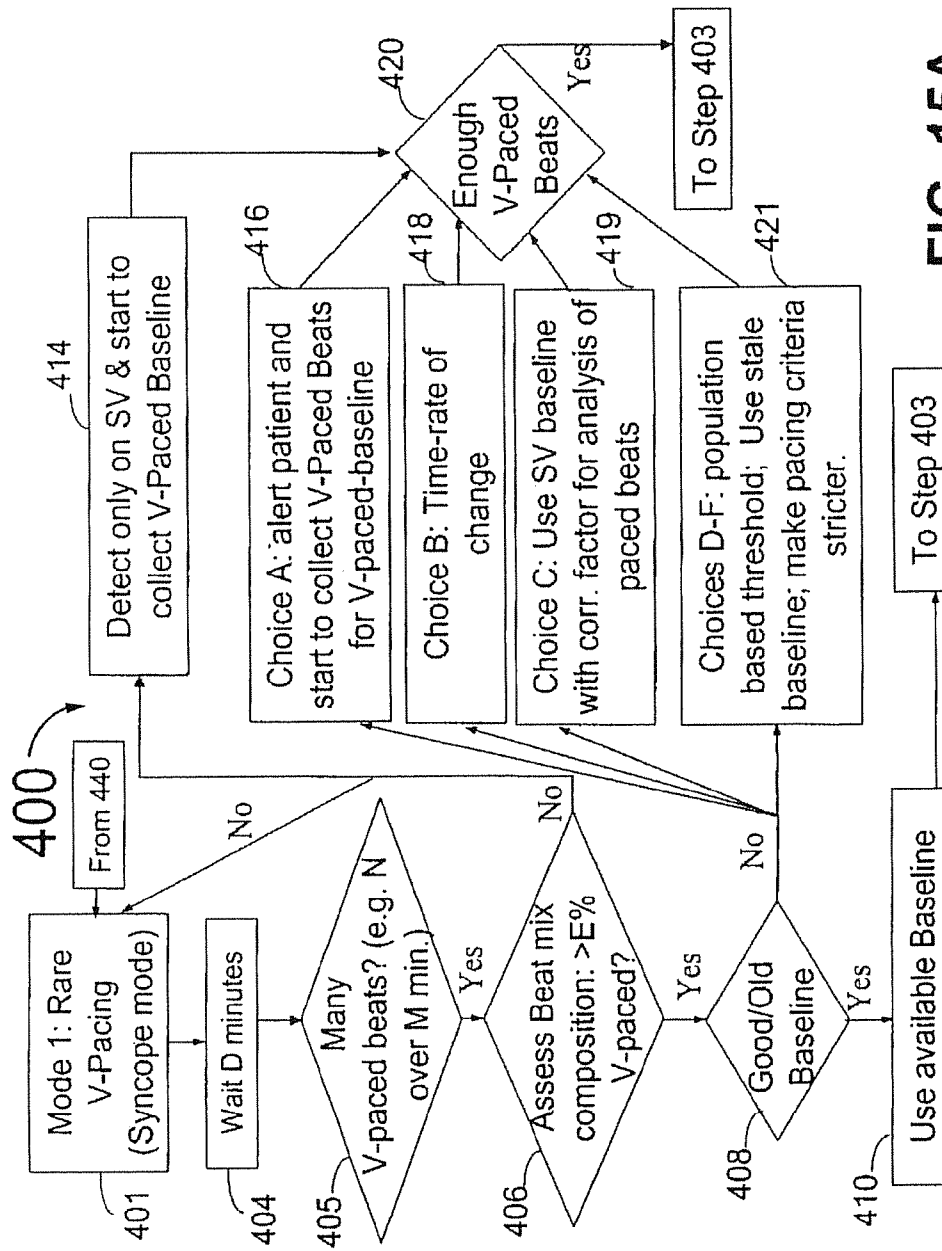 400
From 440
Mode 1: Rare
V-Pacing
(Syncope mode)
401
No
Wait D minutes
404
Many
V-paced beats? (e.g. N
over M min.)
405
Yes
Assess Beat mix
composition: >E%
V-paced?
406
No
Yes
Good/Old
Baseline
408
No
Yes
Use available Baseline
410
To Step 403
Detect only on SV & start to
collect V-Paced Baseline
414
Choice A: alert patient and
start to collect V-Paced Beats
for V-paced-baseline
416
Choice B: Time-rate of
change
418
Choice C: Use SV baseline
with corr. factor for analysis of
paced beats
419
Choices D-F: population
based threshold; Use stale
baseline; make pacing criteria
stricter.
421
Enough
V-Paced
Beats
420
Yes
To Step 403
FIG. 15A